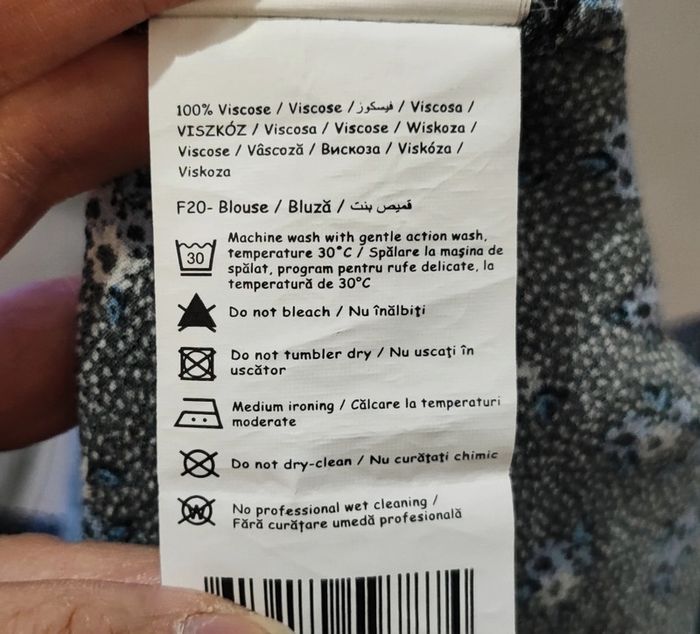 100% Viscose / Viscose / فيسكوز / Viscosa /
VISZKÓZ / Viscosa / Viscose / Wiskoza /
Viscose / Vâscoză / Вискоза / Viskóza /
Viskoza
F20- Blouse / Bluză / قميص بنت
30
Machine wash with gentle action wash,
temperature 30°C / Spălare la mașina de
spălat, program pentru rufe delicate, la
temperatură de 30°C
Do not bleach / Nu înălbiți
Do not tumbler dry / Nu uscați în
uscător
Medium ironing / Călcare la temperaturi
moderate
Do not dry-clean / Nu curățați chimic
W
No professional wet cleaning /
Fără curățare umedă profesională